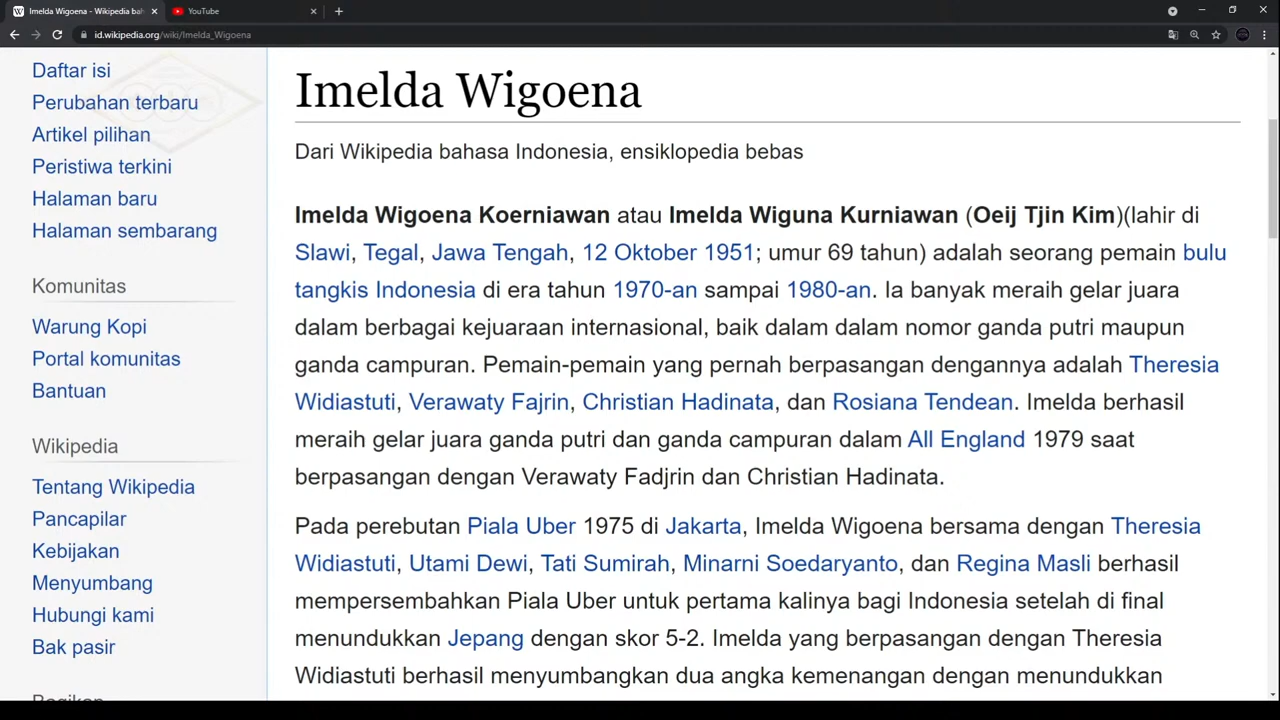 Imelda Wigoena - Wikipedia bah
YouTube
id.wikipedia.org/wiki/Imelda_Wigoena
Daftar isi
Perubahan terbaru
Artikel pilihan
Peristiwa terkini
Halaman baru
Halaman sembarang
Komunitas
Warung Kopi
Portal komunitas
Bantuan
Wikipedia
Tentang Wikipedia
Pancapilar
Kebijakan
Menyumbang
Hubungi kami
Bak pasir
Bagikan
Imelda Wigoena
Dari Wikipedia bahasa Indonesia, ensiklopedia bebas
Imelda Wigoena Koerniawan atau Imelda Wiguna Kurniawan (Oeij Tjin Kim)(lahir di
Slawi, Tegal, Jawa Tengah, 12 Oktober 1951; umur 69 tahun) adalah seorang pemain bulu
tangkis Indonesia di era tahun 1970-an sampai 1980-an. Ia banyak meraih gelar juara
dalam berbagai kejuaraan internasional, baik dalam dalam nomor ganda putri maupun
ganda campuran. Pemain-pemain yang pernah berpasangan dengannya adalah Theresia
Widiastuti, Verawaty Fajrin, Christian Hadinata, dan Rosiana Tendean. Imelda berhasil
meraih gelar juara ganda putri dan ganda campuran dalam All England 1979 saat
berpasangan dengan Verawaty Fadjrin dan Christian Hadinata.
Pada perebutan Piala Uber 1975 di Jakarta, Imelda Wigoena bersama dengan Theresia
Widiastuti, Utami Dewi, Tati Sumirah, Minarni Soedaryanto, dan Regina Masli berhasil
mempersembahkan Piala Uber untuk pertama kalinya bagi Indonesia setelah di final
menundukkan Jepang dengan skor 5-2. Imelda yang berpasangan dengan Theresia
Widiastuti berhasil menyumbangkan dua angka kemenangan dengan menundukkan